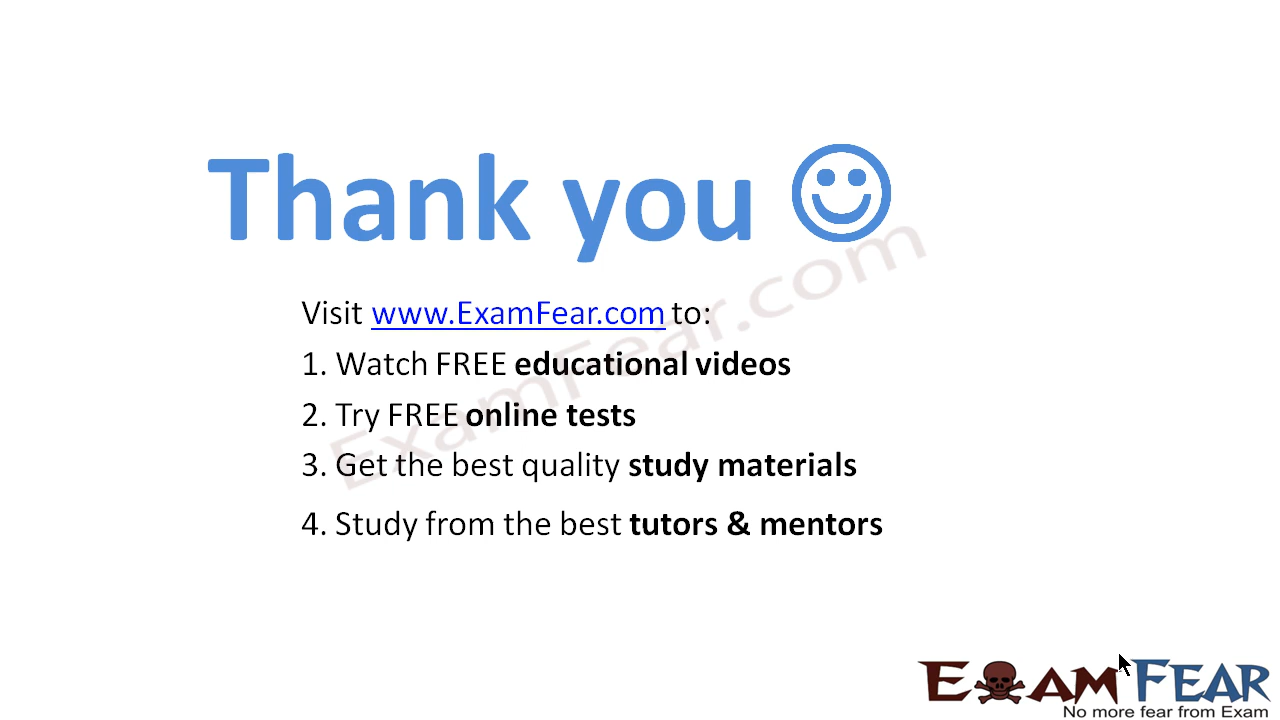 Thank you
Visit www.ExamFear.com to:
1. Watch FREE educational videos
2. Try FREE online tests
3. Get the best quality study materials
4. Study from the best tutors & mentors
ExamFear.com
EXAMFEAR
No more fear from Exam